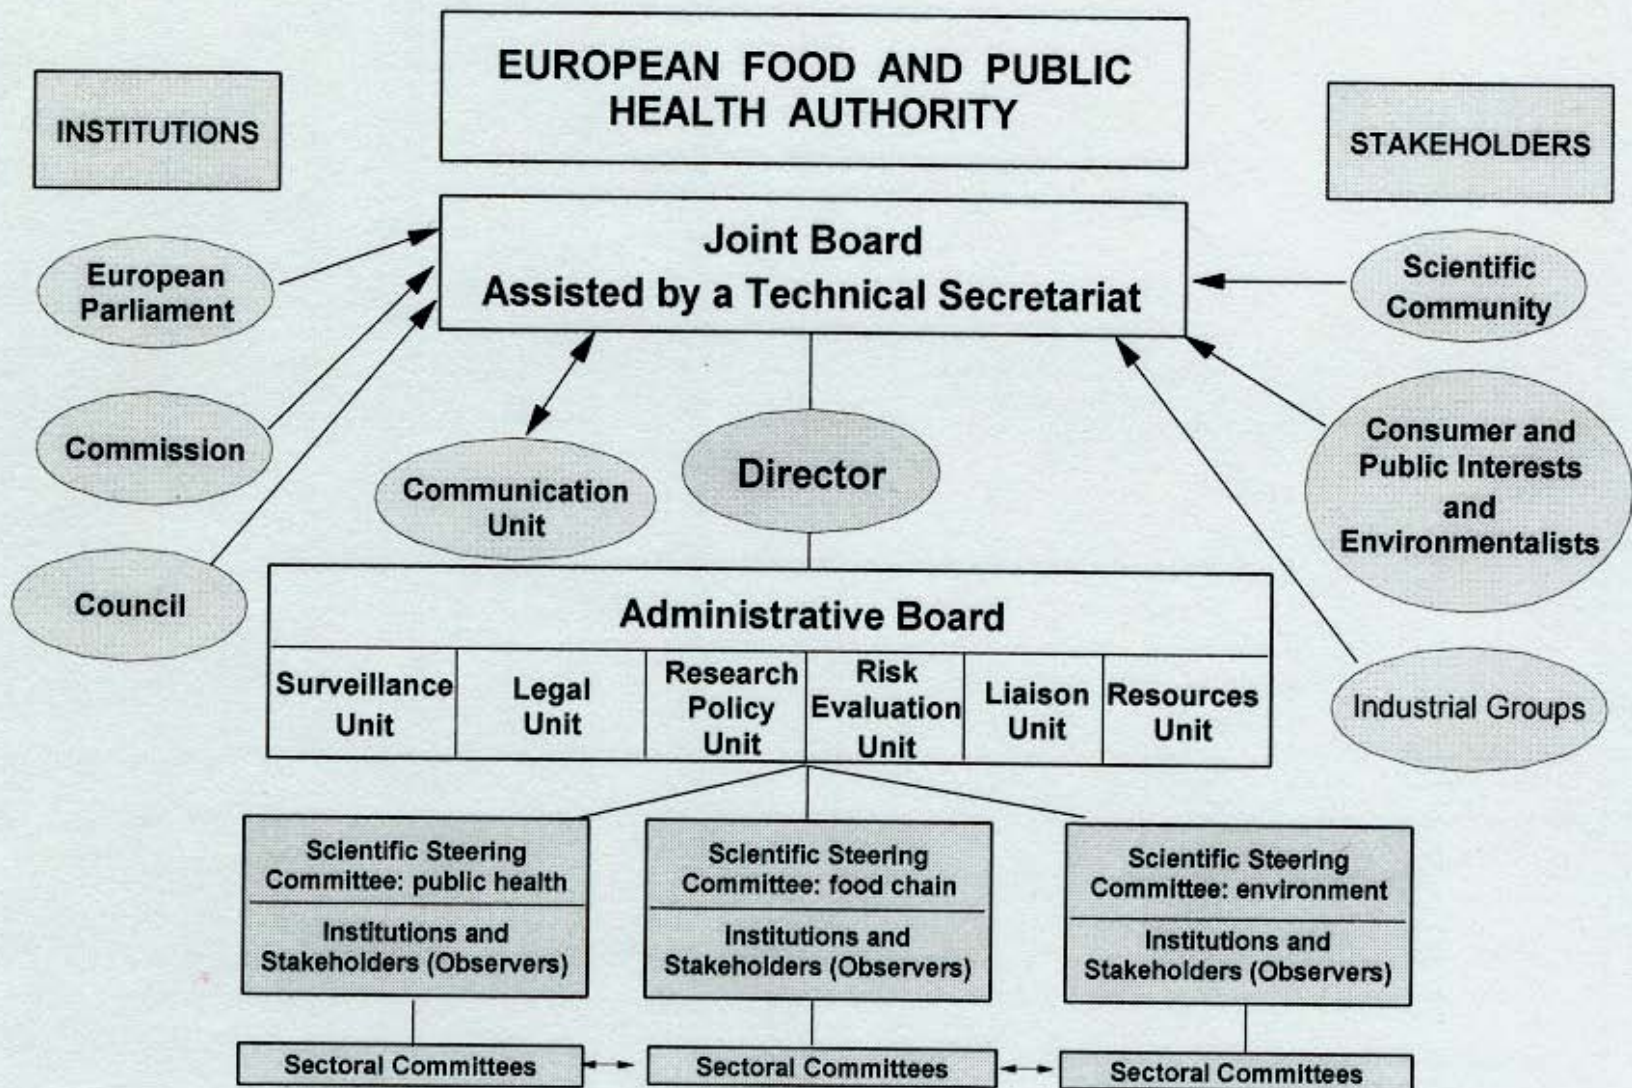 EUROPEAN FOOD AND PUBLIC
HEALTH AUTHORITY
INSTITUTIONS
STAKEHOLDERS
Joint Board
Assisted by a Technical Secretariat
European
Parliament
Scientific
Community
Commission
Communication
Unit
Director
Consumer and
Public Interests
and
Environmentalists
Council
Administrative Board
Surveillance
Unit
Legal
Unit
Research
Policy
Unit
Risk
Evaluation
Unit
Liaison
Unit
Resources
Unit
Industrial Groups
Scientific Steering
Committee: public health
Institutions and
Stakeholders (Observers)
Scientific Steering
Committee: food chain
Institutions and
Stakeholders (Observers)
Scientific Steering
Committee: environment
Institutions and
Stakeholders (Observers)
Sectoral Committees
Sectoral Committees
Sectoral Committees